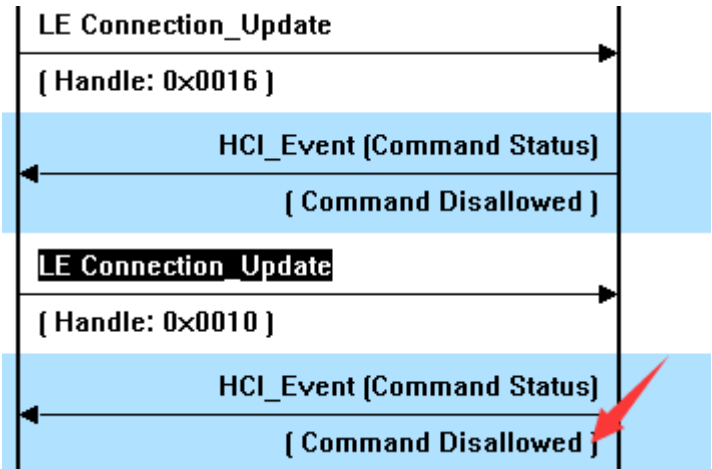 LE Connection_Update
( Handle: 0x0016 )
HCI_Event (Command Status)
( Command Disallowed )
LE Connection_Update
( Handle: 0x0010 )
HCI_Event (Command Status)
( Command Disallowed )